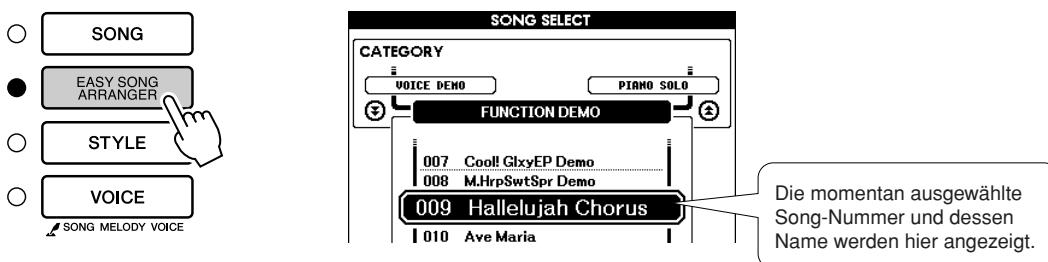 SONG
EASY SONG
ARRANGER
STYLE
VOICE
SONG MELODY VOICE
SONG SELECT
CATEGORY
VOICE DEMO
PIANO SOLO
FUNCTION DEMO
007 Cool! GlxyEP Demo
008 M.HrpSwtSpr Demo
009 Hallelujah Chorus
010 Ave Maria
Die momentan ausgewählte
Song-Nummer und dessen
Name werden hier angezeigt.